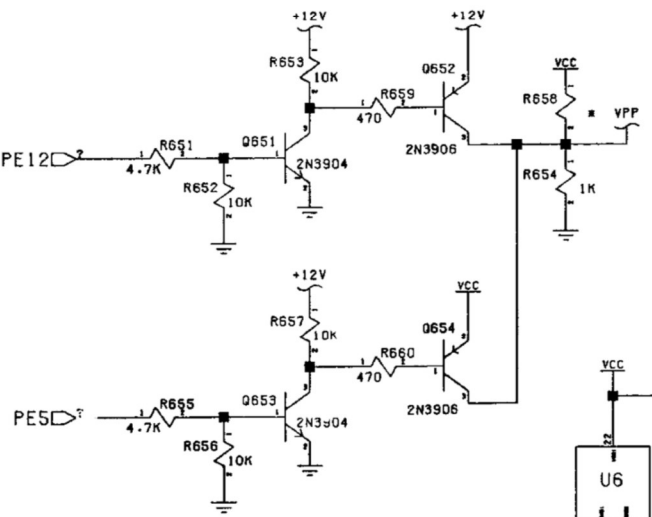 +12V
+12V
R653
10K
Q652
VCC
R659
R658
*
VPP
470
2N3906
Q651
PE12
R651
4.7K
2N3904
R652
10K
R654
1K
+12V
VCC
R657
10K
Q654
R660
470
2N3906
VCC
Q653
PE5
R655
4.7K
2N3904
R656
10K
22
U6